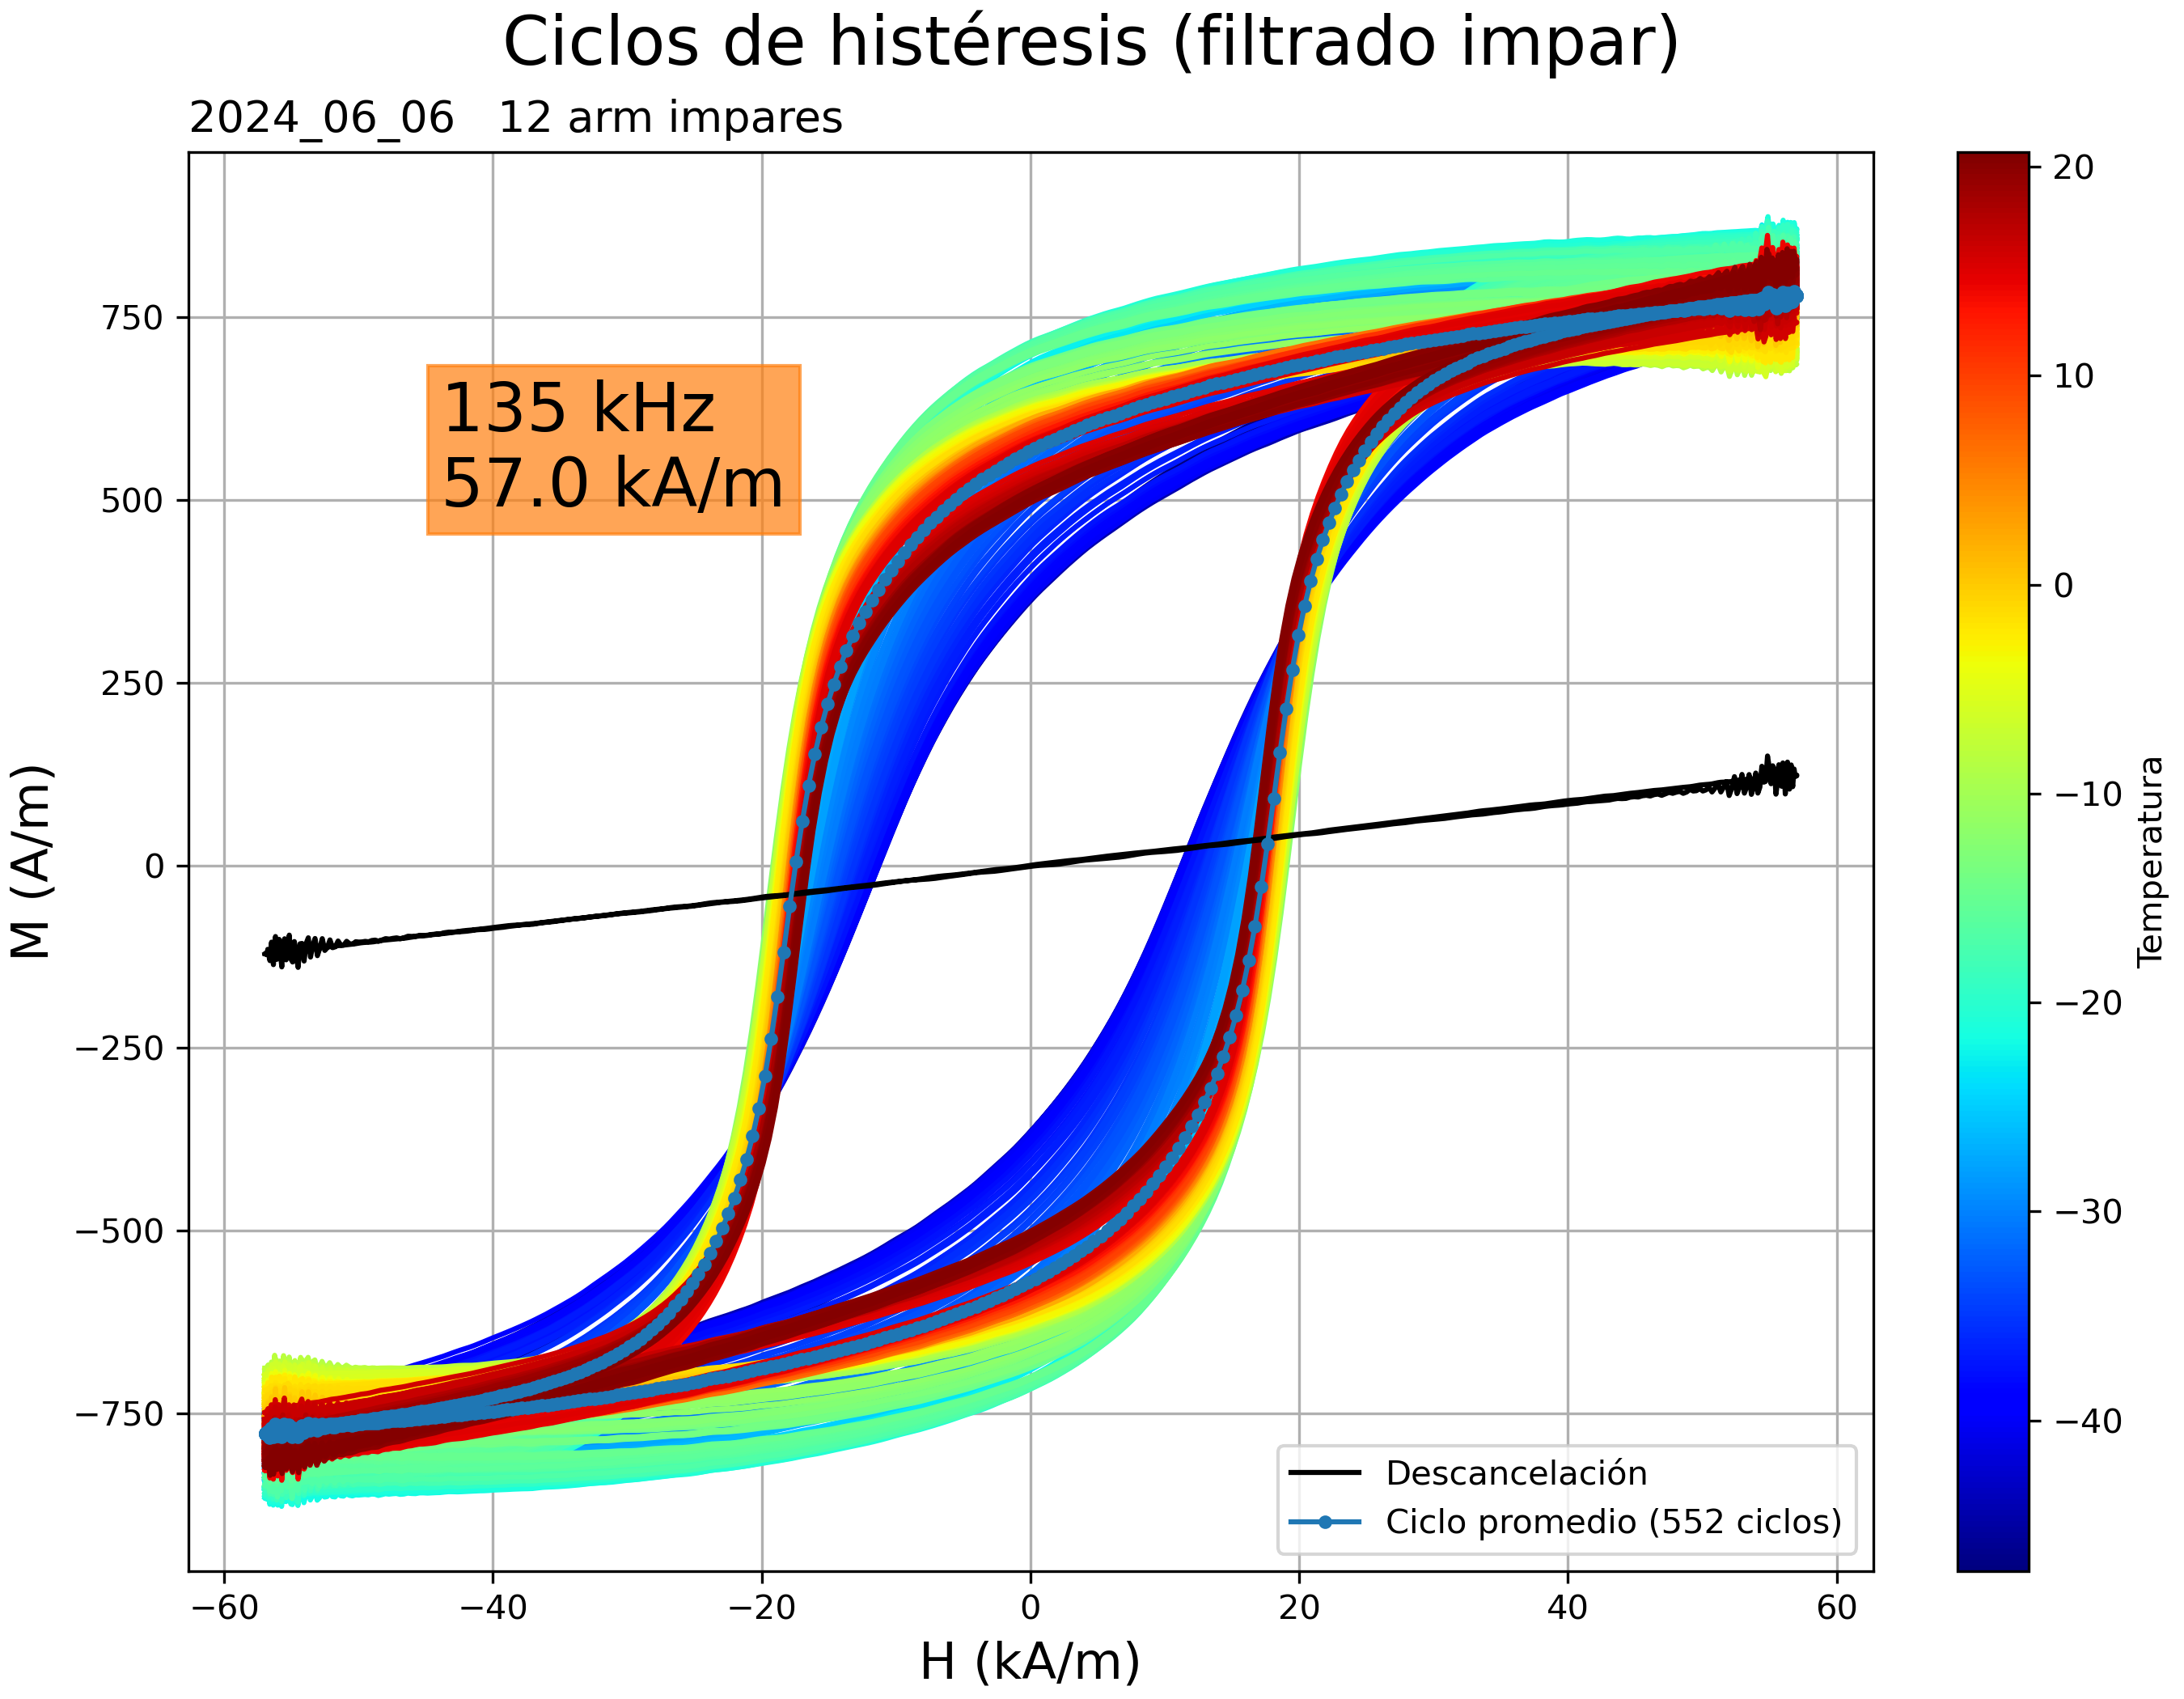 Ciclos de histéresis (filtrado impar)
2024_06_06   12 arm impares
135 kHz
57.0 kA/m
M (A/m)
750
500
250
0
−250
−500
−750
−60
−40
−20
0
20
40
60
H (kA/m)
Descancelación
Ciclo promedio (552 ciclos)
20
10
0
−10
−20
−30
−40
Temperatura